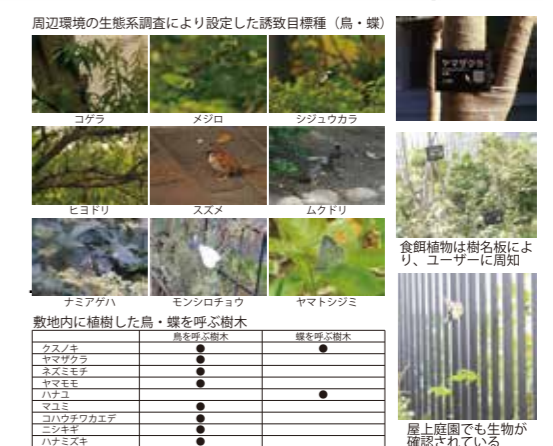 周辺環境の生態系調査により設定した誘致目標種（鳥・蝶）
コゲラ
メジロ
シジュウカラ
ヒヨドリ
スズメ
ムクドリ
ナミアゲハ
モンシロチョウ
ヤマトシジミ
ヤマザクラ
食餌植物は樹名板によ
り、ユーザーに周知
屋上庭園でも生物が
確認されている
敷地内に植樹した鳥・蝶を呼ぶ樹木
鳥を呼ぶ樹木 蝶を呼ぶ樹木
クスノキ ● ●
ヤマザクラ ●
ネズミモチ ●
ヤマモモ ●
ハナユ ●
マユミ ●
コハウチワカエデ ●
ニシキギ ●
ハナミズキ ●